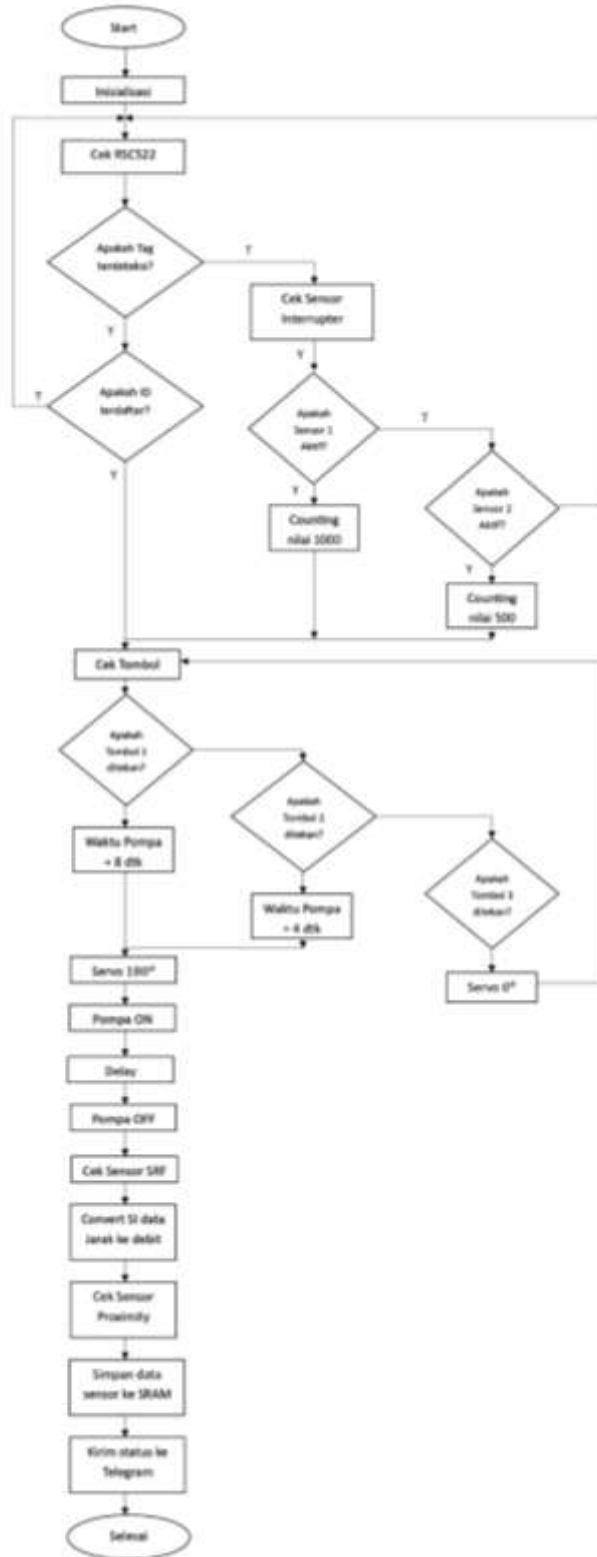 Start
Inisialisasi
Cek RSC522
Apakah Tag
terdeteksi?
T
Cek Sensor
Interrupter
Y
Y
Apakah ID
terdaftar?
T
Apakah
Sensor 1
Aktif?
T
Y
Y
Apakah
Sensor 2
Aktif?
Counting
nilai 1000
Y
Counting
nilai 500
Cek Tombol
Apakah
Tombol 1
ditekan?
Apakah
Tombol 2
ditekan?
Waktu Pompa
= 8 dtk
Apakah
Tombol 3
ditekan?
Waktu Pompa
= 4 dtk
Servo 180°
Servo 0°
Pompa ON
Delay
Pompa OFF
Cek Sensor SRF
Convert SI data
Jarak ke debit
Cek Sensor
Proximity
Simpan data
sensor ke SRAM
Kirim status ke
Telegram
Selesai